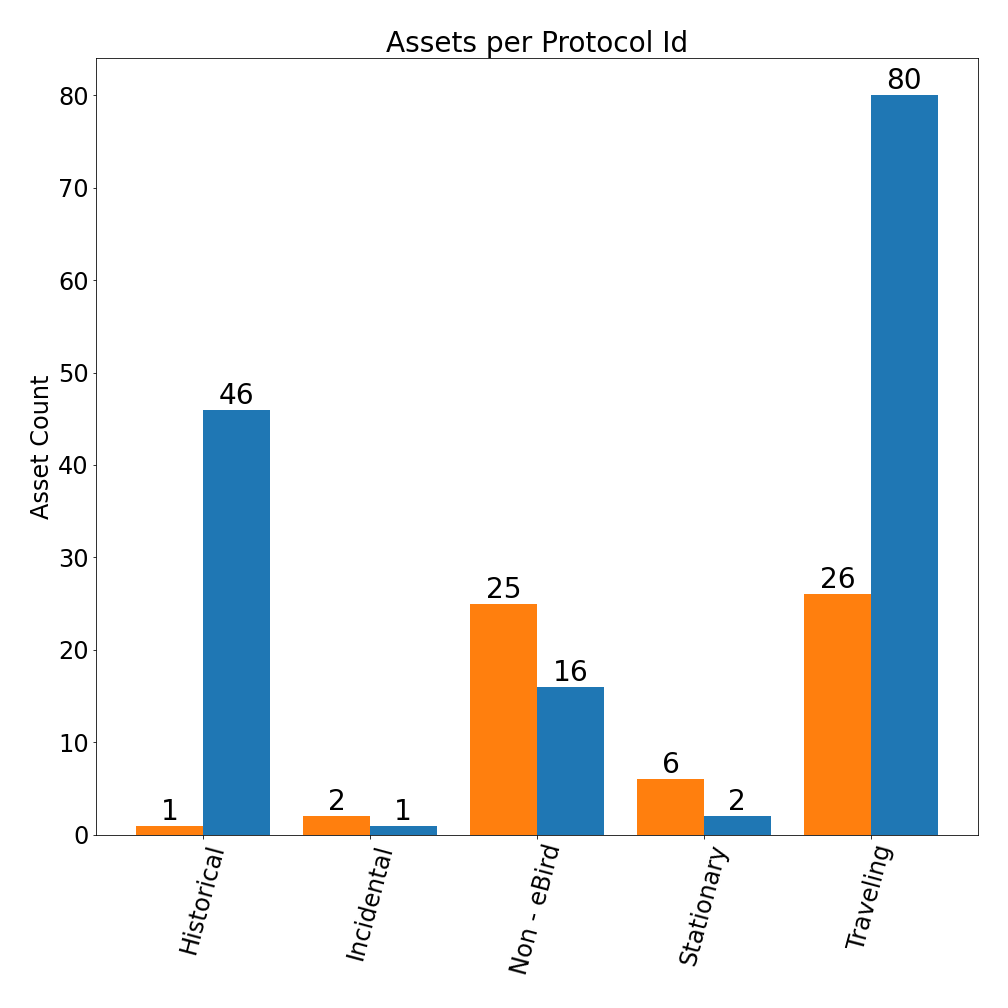 Assets per Protocol Id
Asset Count
80
70
60
50
40
30
20
10
0
1
46
2
1
25
16
6
2
26
80
Historical
Incidental
Non - eBird
Stationary
Traveling